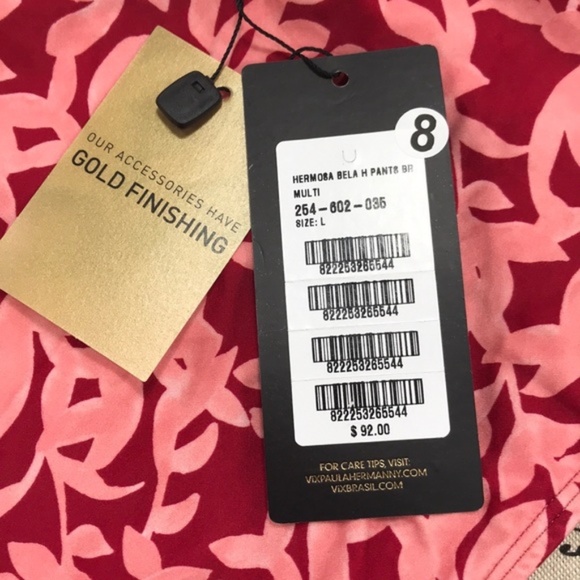 OUR ACCESSORIES HAVE
GOLD FINISHING
8
HERMOSA BELA H PANTS BR
MULTI
254-602-035
SIZE: L
822253265544
822253265544
822253265544
822253265544
$ 92.00
FOR CARE TIPS, VISIT:
VIXPAULAHERMANNY.COM
VIXBRASIL.COM